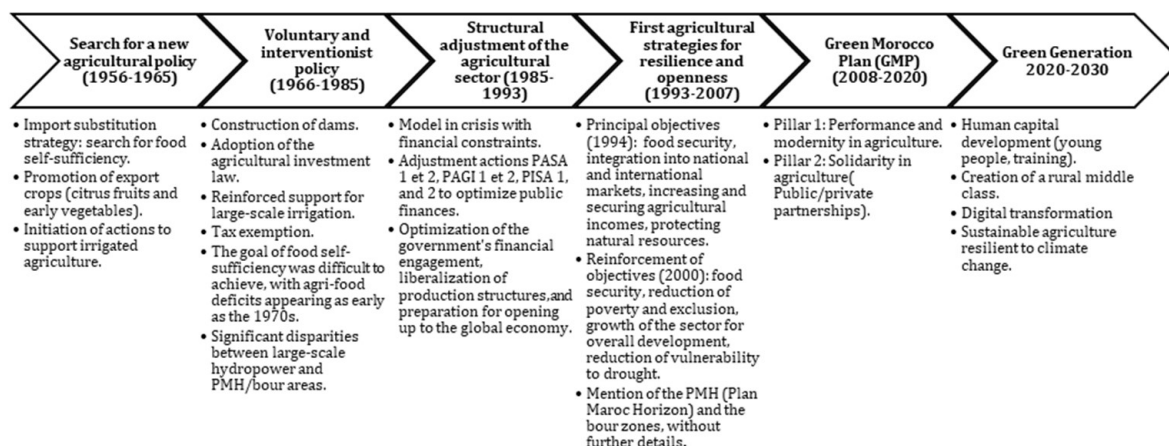 Search for a new
agricultural policy
(1956-1965)
Voluntary and
interventionist
policy
(1966-1985)
Structural
adjustment of the
agricultural
sector (1985-
1993)
First agricultural
strategies for
resilience and
openness
(1993-2007)
Green Morocco
Plan (GMP)
(2008-2020)
Green Generation
2020-2030
• Import substitution
strategy: search for food
self-sufficiency.
• Promotion of export
crops (citrus fruits and
early vegetables).
• Initiation of actions to
support irrigated
agriculture.
• Construction of dams.
• Adoption of the
agricultural investment
law.
• Reinforced support for
large-scale irrigation.
• Tax exemption.
• The goal of food self-
sufficiency was difficult to
achieve, with agri-food
deficits appearing as early
as the 1970s.
• Significant disparities
between large-scale
hydropower and
PMH/bour areas.
• Model in crisis with
financial constraints.
• Adjustment actions PASA
1 et 2, PAGI 1 et 2, PISA 1,
and 2 to optimize public
finances.
• Optimization of the
government's financial
engagement,
liberalization of
production structures,and
preparation for opening
up to the global economy.
• Principal objectives
(1994): food security,
integration into national
and international
markets, increasing and
securing agricultural
incomes, protecting
natural resources.
• Reinforcement of
objectives (2000): food
security, reduction of
poverty and exclusion,
growth of the sector for
overall development,
reduction of vulnerability
to drought.
• Mention of the PMH (Plan
Maroc Horizon) and the
bour zones, without
further details.
• Pillar 1: Performance and
modernity in agriculture.
• Pillar 2: Solidarity in
agriculture(
Public/private
partnerships).
• Human capital
development (young
people, training).
• Creation of a rural middle
class.
• Digital transformation
• Sustainable agriculture
resilient to climate
change.